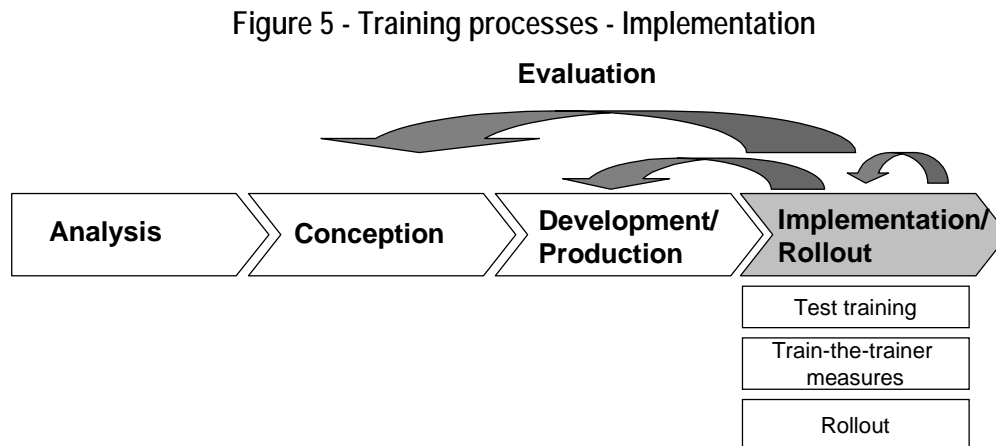 Figure 5 - Training processes - Implementation
Evaluation
Analysis
Conception
Development/
Production
Implementation/
Rollout
Test training
Train-the-trainer
measures
Rollout